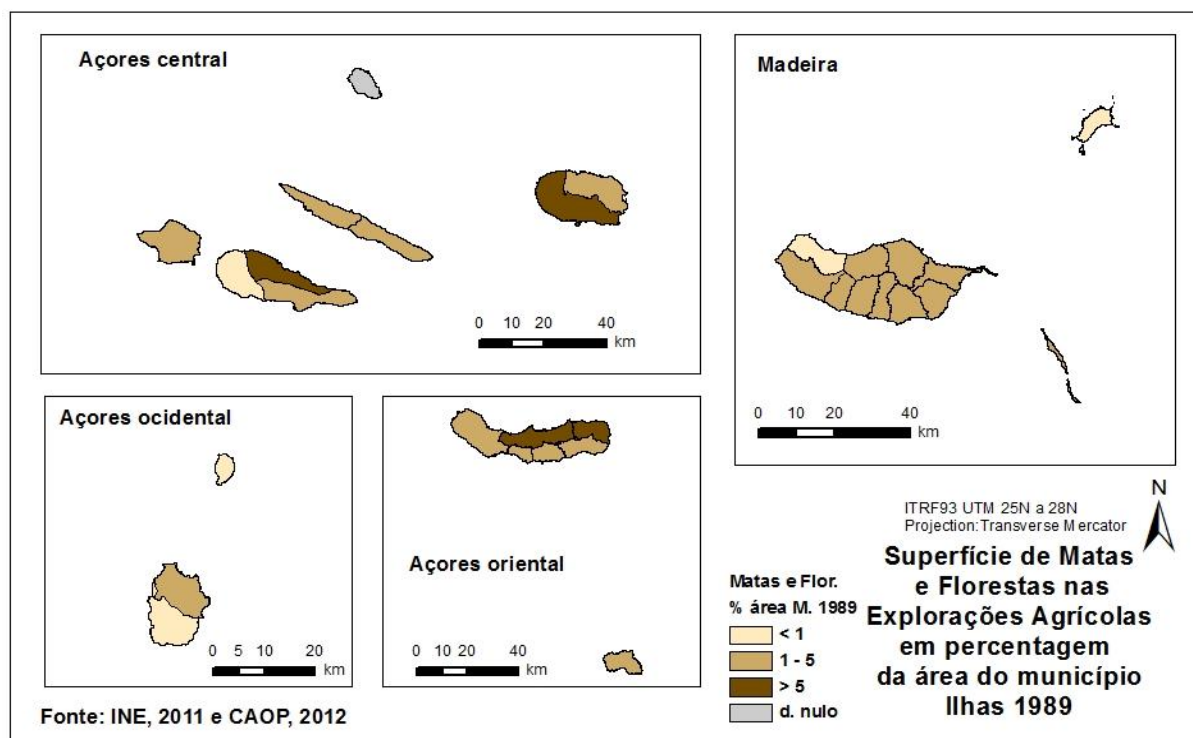 Açores central
0 10 20 40
km
Madeira
0 10 20 40
km
Açores ocidental
0 5 10 20
km
Açores oriental
0 10 20 40
km
N
ITRF93 UTM 25N a 28N
Projection:Transverse Mercator
Superfície de Matas
e Florestas nas
Explorações Agrícolas
em percentagem
da área do município
Ilhas 1989
Matas e Flor.
% área M. 1989
< 1
1 - 5
> 5
d. nulo
Fonte: INE, 2011 e CAOP, 2012